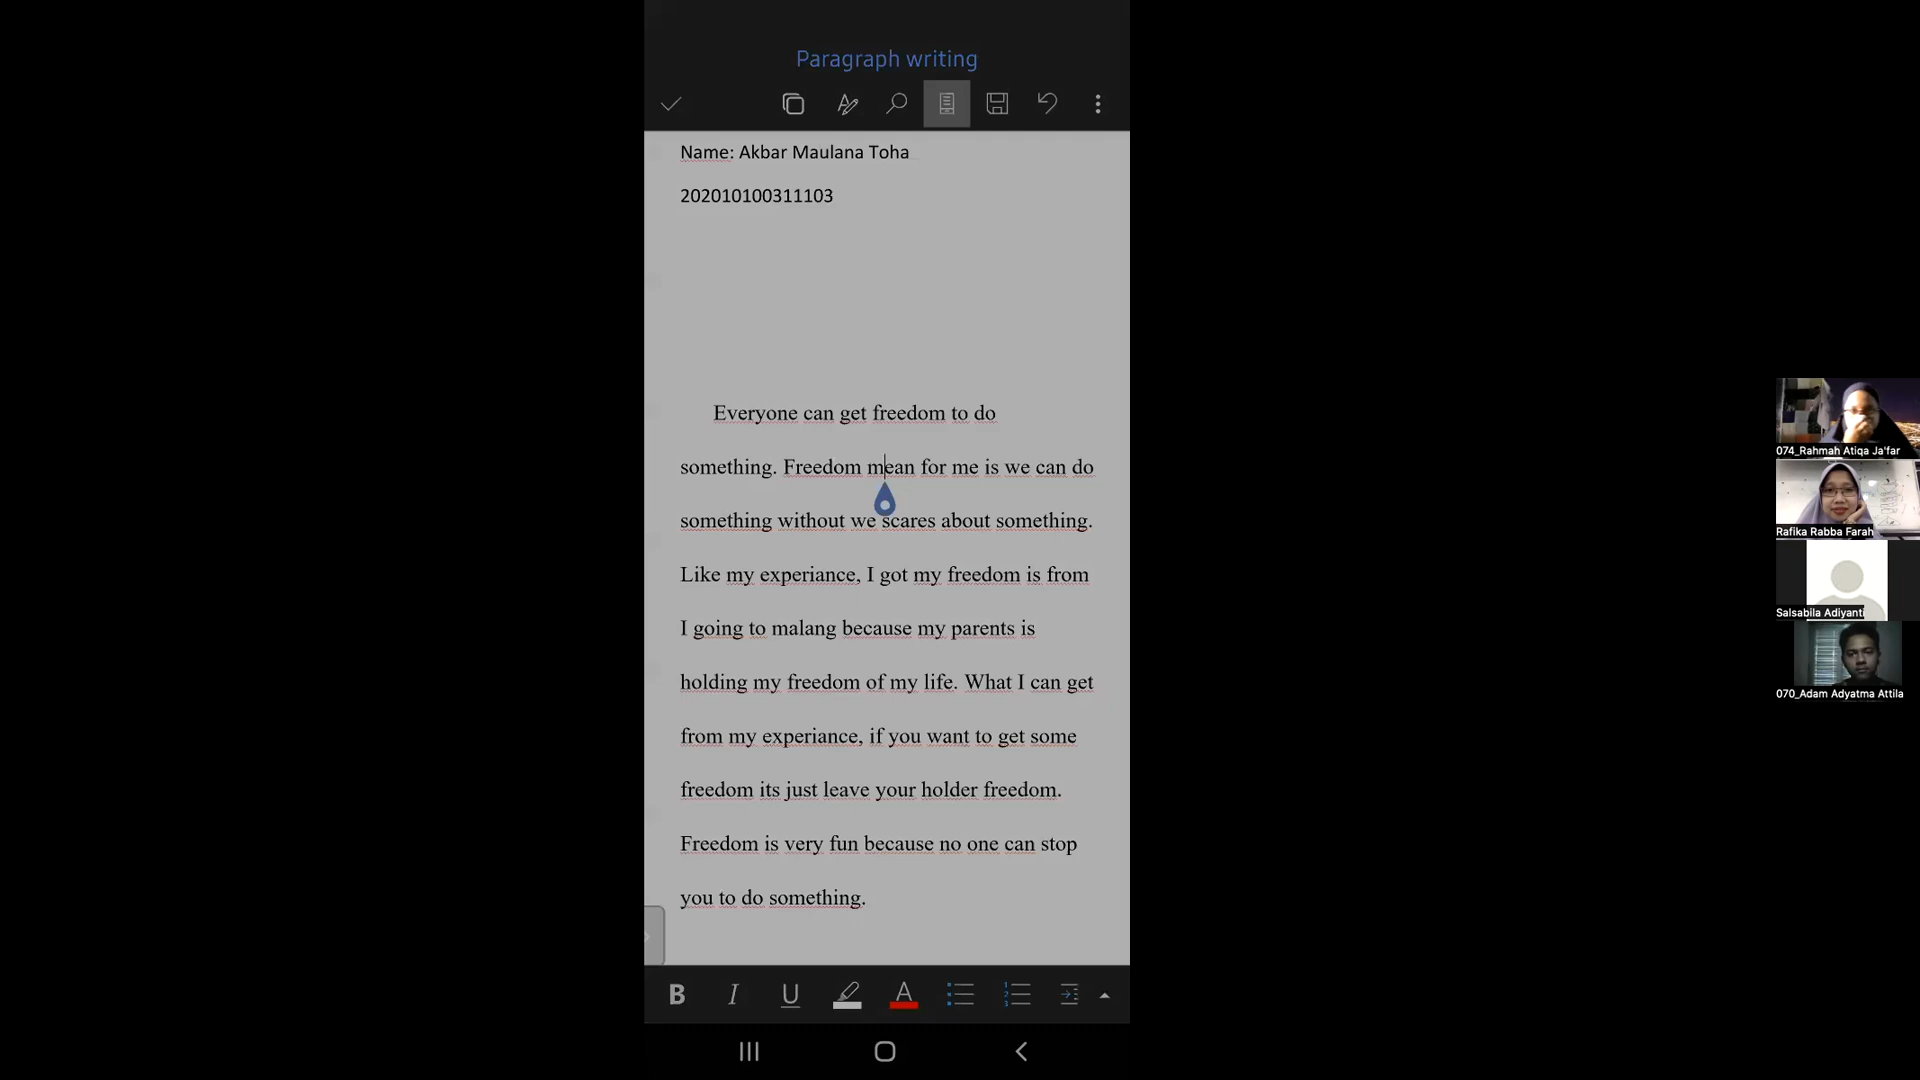 Paragraph writing
Name: Akbar Maulana Toha
202010100311103
Everyone can get freedom to do
something. Freedom mean for me is we can do
something without we scares about something.
Like my experiance, I got my freedom is from
I going to malang because my parents is
holding my freedom of my life. What I can get
from my experiance, if you want to get some
freedom its just leave your holder freedom.
Freedom is very fun because no one can stop
you to do something.
B I U A
074_Rahmah Atiqa Ja'far
Rafika Rabba Farah
Salsabila Adiyanti
070_Adam Adyatma Attila